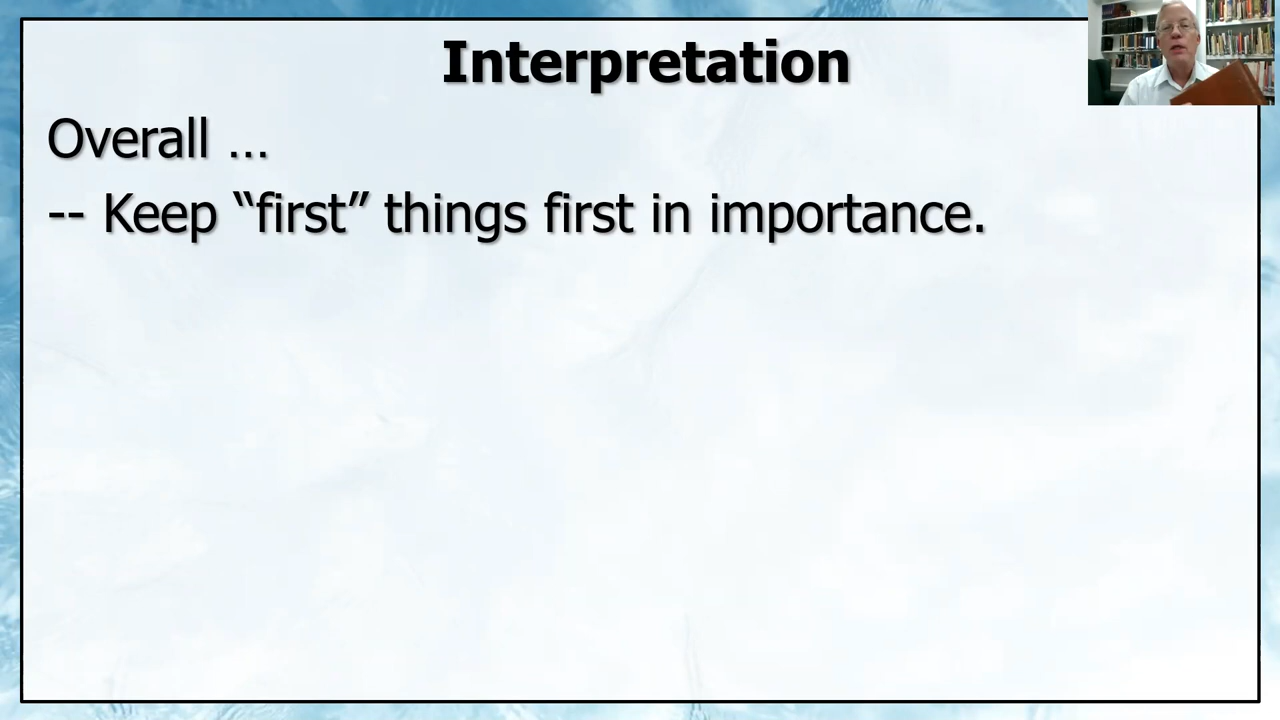 Interpretation
Overall …
-- Keep “first” things first in importance.